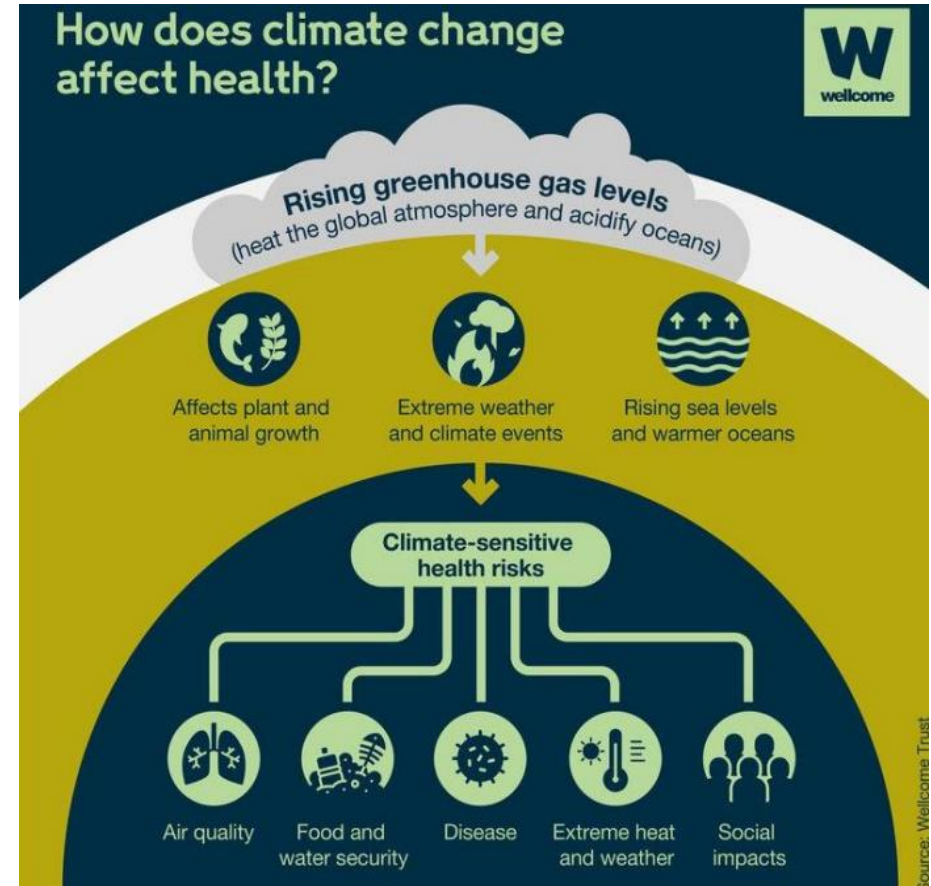 How does climate change
affect health?
W
wellcome
Rising greenhouse gas levels
(heat the global atmosphere and acidify oceans)
Affects plant and
animal growth
Extreme weather
and climate events
Rising sea levels
and warmer oceans
Climate-sensitive
health risks
Air quality
Food and
water security
Disease
Extreme heat
and weather
Social
impacts
Source: Wellcome Trust